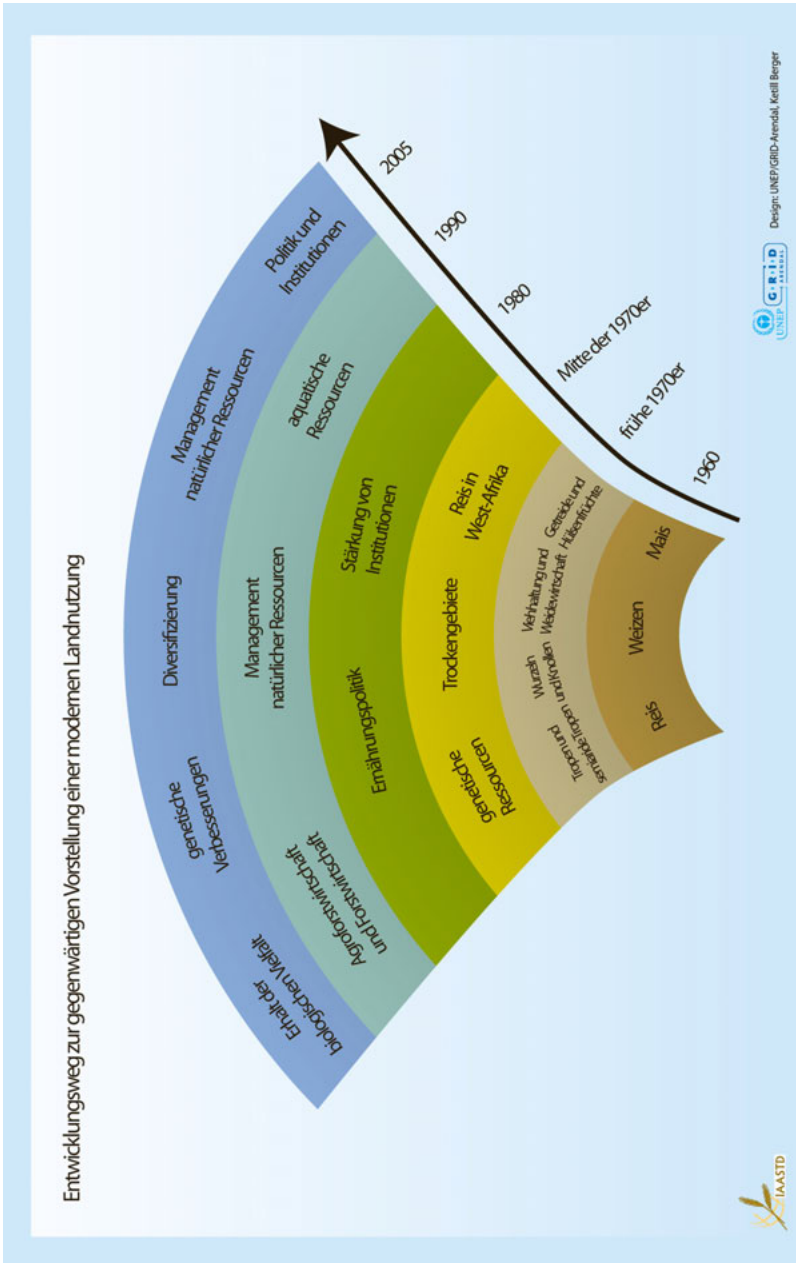 Entwicklungsweg zur gegenwärtigen Vorstellung einer modernen Landnutzung
Erhalt der
biologischen Vielfalt
genetische
Verbesserungen
Diversifizierung
Management
natürlicher Ressourcen
Politik und
Institutionen
2005
Agroforstwirtschaft
und Forstwirtschaft
Management
natürlicher Ressourcen
aquatische
Ressourcen
1990
Ernährungspolitik
Stärkung von
Institutionen
1980
genetische
Ressourcen
Trockengebiete
Reis in
West-Afrika
Mitte der 1970er
Tropen und
semiaride Tropen
Wurzeln
und Knollen
Viehhaltung und
Weidewirtschaft
Getreide und
Hülsenfrüchte
frühe 1970er
Reis
Weizen
Mais
1960
IAASTD
UNEP
G·R·I·D
ARENDAL
Design: UNEP/GRID-Arendal, Ketill Berger